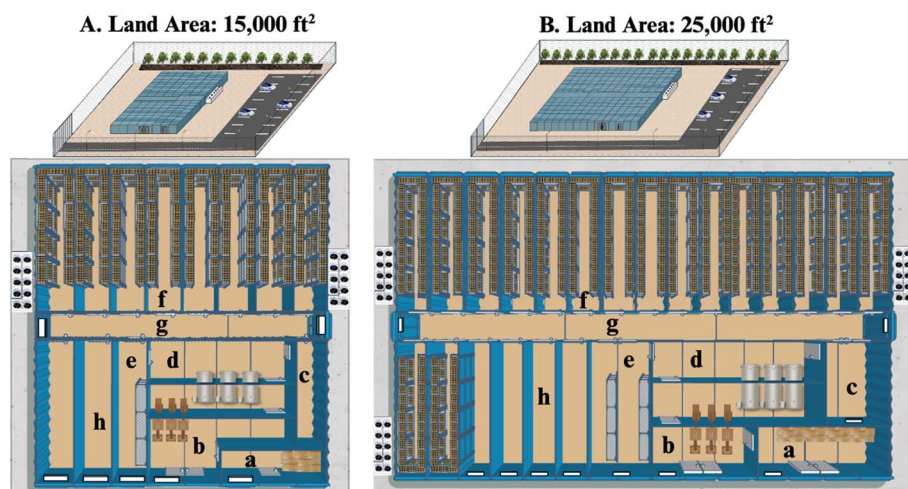 A. Land Area: 15,000 ft²
B. Land Area: 25,000 ft²
f
g
e
d
c
h
b
a
f
g
e
d
c
h
b
a